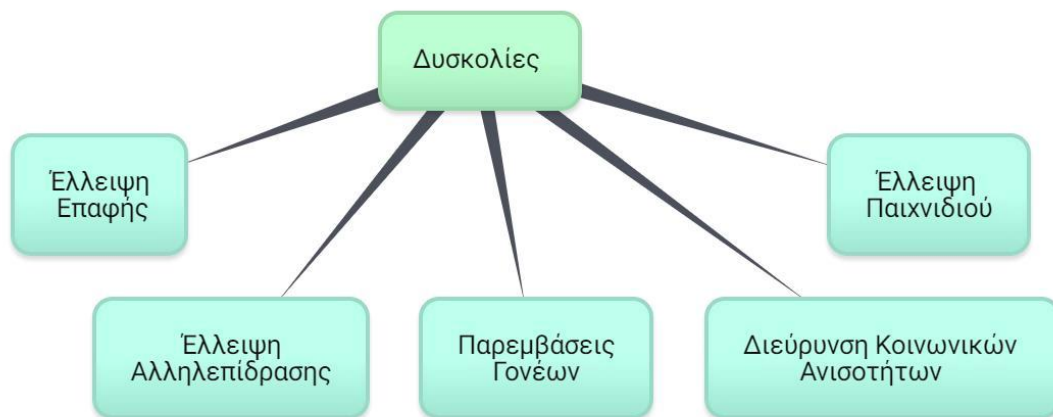 Δυσκολίες
Έλλειψη
Επαφής
Έλλειψη
Παιχνιδιού
Έλλειψη
Αλληλεπίδρασης
Παρεμβάσεις
Γονέων
Διεύρυνση Κοινωνικών
Ανισοτήτων